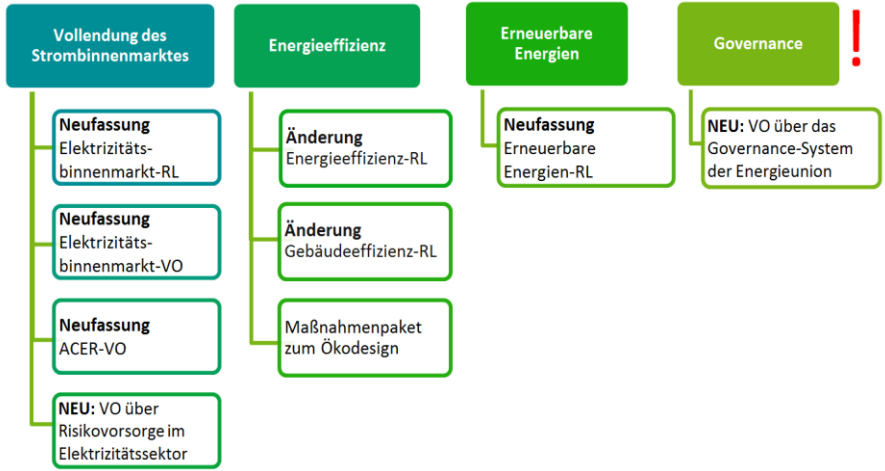 Vollendung des
Strombinnenmarktes
Neufassung
Elektrizitäts-
binnenmarkt-RL
Neufassung
Elektrizitäts-
binnenmarkt-VO
Neufassung
ACER-VO
NEU: VO über
Risikovorsorge im
Elektrizitätssektor
Energieeffizienz
Änderung
Energieeffizienz-RL
Änderung
Gebäudeeffizienz-RL
Maßnahmenpaket
zum Ökodesign
Erneuerbare
Energien
Neufassung
Erneuerbare
Energien-RL
Governance
!
NEU: VO über das
Governance-System
der Energieunion